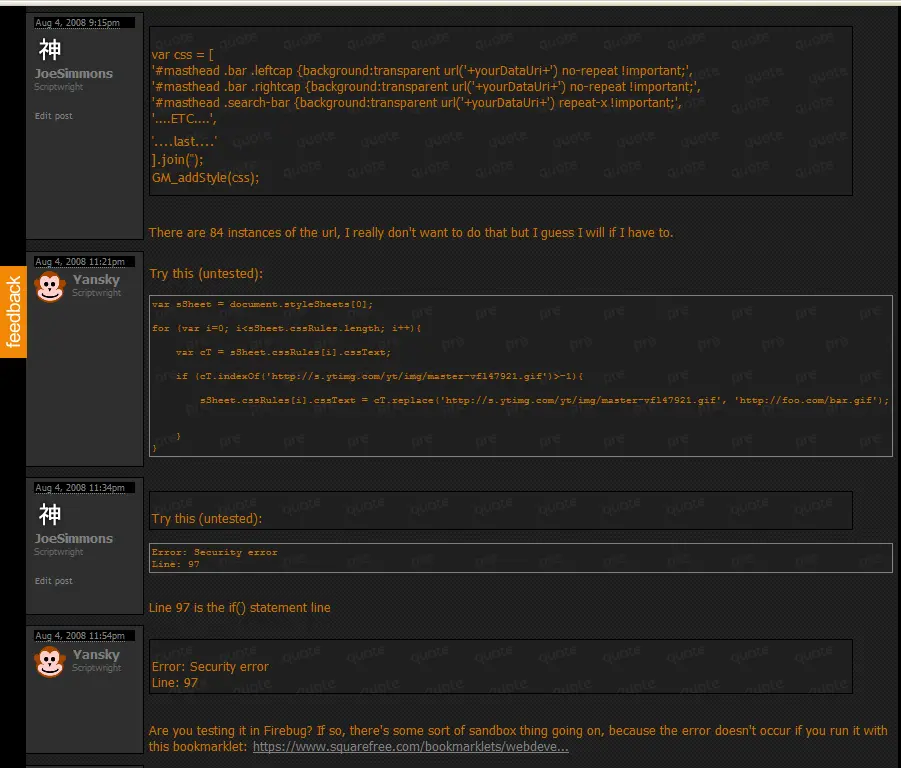 Aug 4, 2008 9:15pm
神
JoeSimmons
Scriptwright
Edit post
var css = [
'#masthead .bar .leftcap {background:transparent url('+yourDataUri+') no-repeat !important;',
'#masthead .bar .rightcap {background:transparent url('+yourDataUri+') no-repeat !important;',
'#masthead .search-bar {background:transparent url('+yourDataUri+') repeat-x !important;',
'....ETC....',
'....last....'
].join('');
GM_addStyle(css);
There are 84 instances of the url, I really don't want to do that but I guess I will if I have to.
feedback
Aug 4, 2008 11:21pm
Yansky
Scriptwright
Try this (untested):
var sSheet = document.styleSheets[0];
for (var i=0; i<sSheet.cssRules.length; i++){
var cT = sSheet.cssRules[i].cssText;
if (cT.indexOf('http://s.ytimg.com/yt/img/master-vfl47921.gif')>-1){
sSheet.cssRules[i].cssText = cT.replace('http://s.ytimg.com/yt/img/master-vfl47921.gif', 'http://foo.com/bar.gif');
}
}
Aug 4, 2008 11:34pm
神
JoeSimmons
Scriptwright
Edit post
Try this (untested):
Error: Security error
Line: 97
Line 97 is the if() statement line
Aug 4, 2008 11:54pm
Yansky
Scriptwright
Error: Security error
Line: 97
Are you testing it in Firebug? If so, there's some sort of sandbox thing going on, because the error doesn't occur if you run it with
this bookmarklet: https://www.squarefree.com/bookmarklets/webdeve...